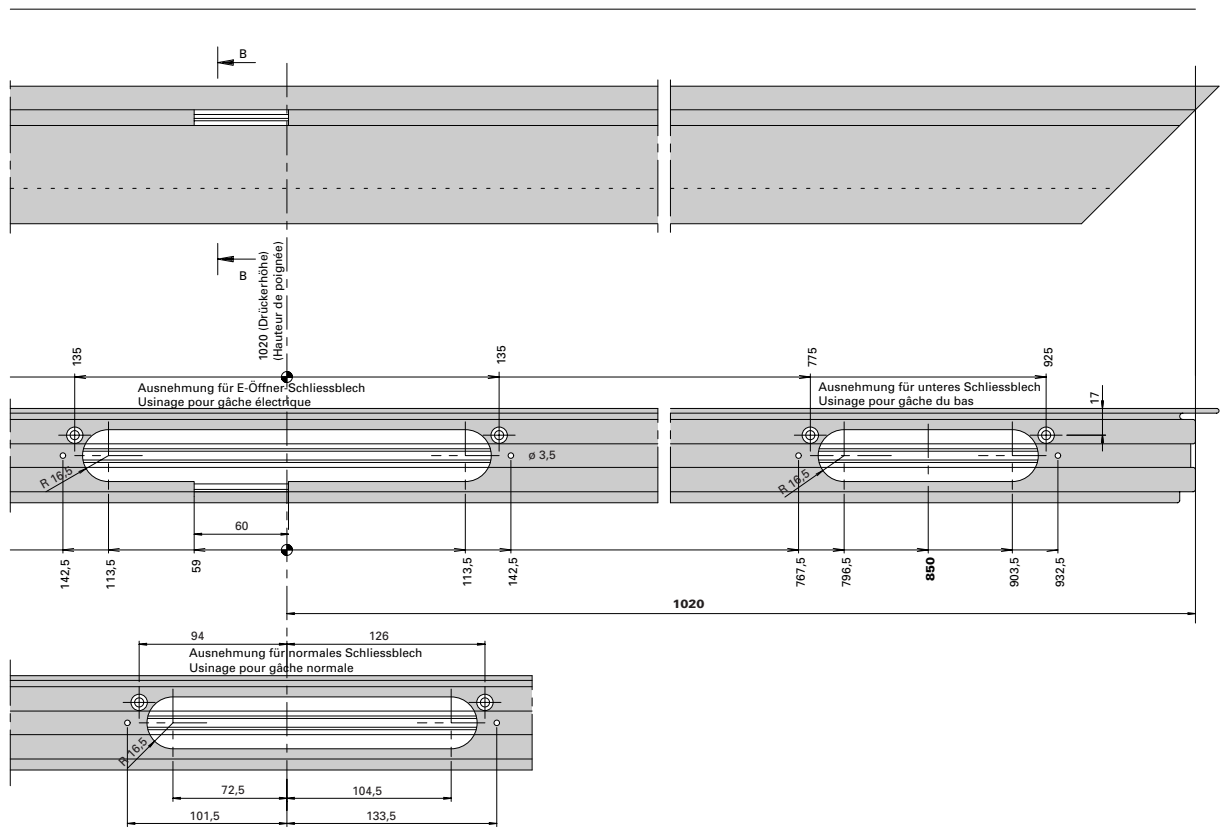 B
B
1020 (Drückerhöhe)
(Hauteur de poignée)
135
135
775
925
17
Ausnehmung für E-Öffner-Schliessblech
Usinage pour gâche électrique
Ausnehmung für unteres Schliessblech
Usinage pour gâche du bas
R 16,5
ø 3,5
R 16,5
60
142,5
113,5
59
113,5
142,5
767,5
796,5
850
903,5
932,5
1020
94
126
Ausnehmung für normales Schliessblech
Usinage pour gâche normale
R 16,5
72,5
104,5
101,5
133,5